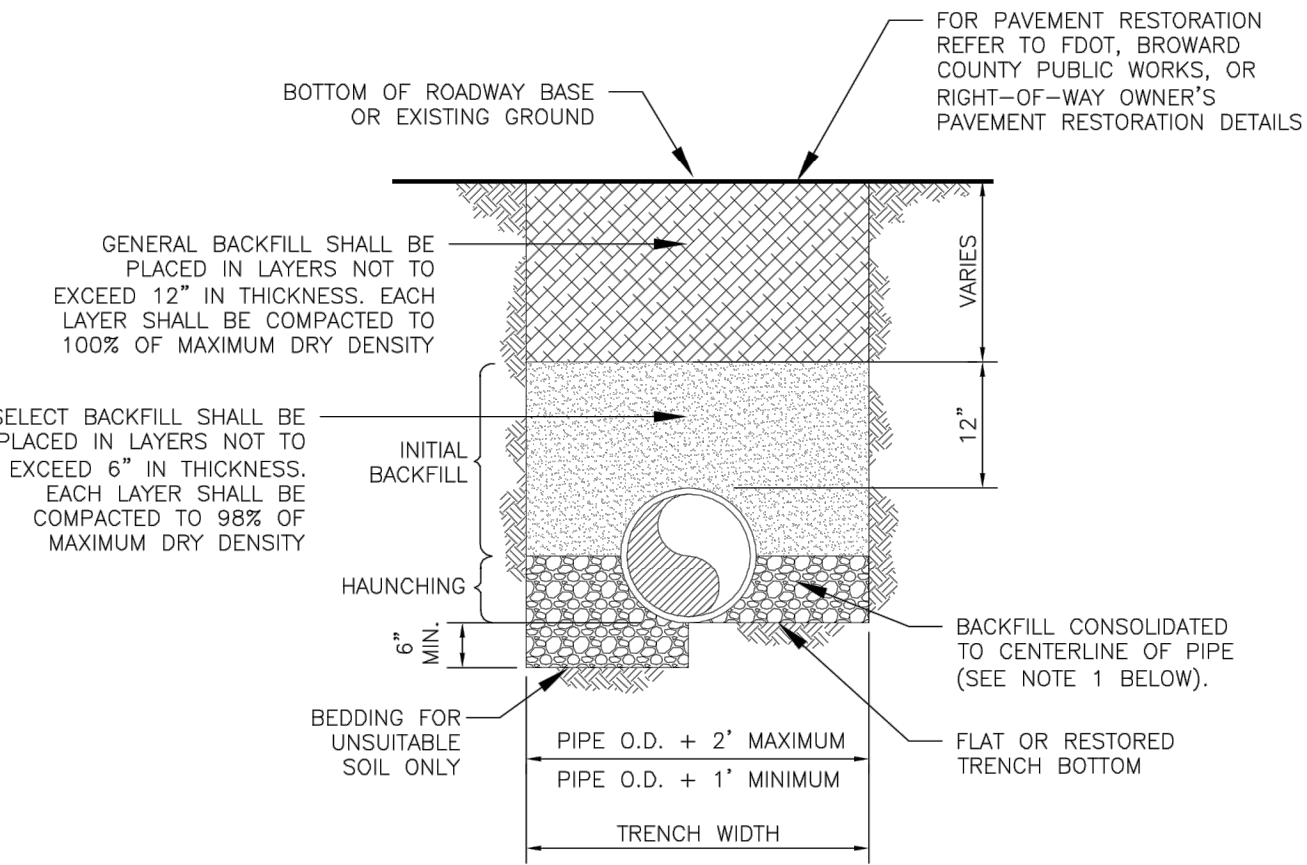 FOR PAVEMENT RESTORATION
REFER TO FDOT, BROWARD
COUNTY PUBLIC WORKS, OR
RIGHT-OF-WAY OWNER'S
PAVEMENT RESTORATION DETAILS
BOTTOM OF ROADWAY BASE
OR EXISTING GROUND
GENERAL BACKFILL SHALL BE
PLACED IN LAYERS NOT TO
EXCEED 12" IN THICKNESS. EACH
LAYER SHALL BE COMPACTED TO
100% OF MAXIMUM DRY DENSITY
VARIES
SELECT BACKFILL SHALL BE
PLACED IN LAYERS NOT TO
EXCEED 6" IN THICKNESS.
EACH LAYER SHALL BE
COMPACTED TO 98% OF
MAXIMUM DRY DENSITY
INITIAL
BACKFILL
12"
HAUNCHING
6"
MIN.
BACKFILL CONSOLIDATED
TO CENTERLINE OF PIPE
(SEE NOTE 1 BELOW).
BEDDING FOR
UNSUITABLE
SOIL ONLY
FLAT OR RESTORED
TRENCH BOTTOM
PIPE O.D. + 2' MAXIMUM
PIPE O.D. + 1' MINIMUM
TRENCH WIDTH